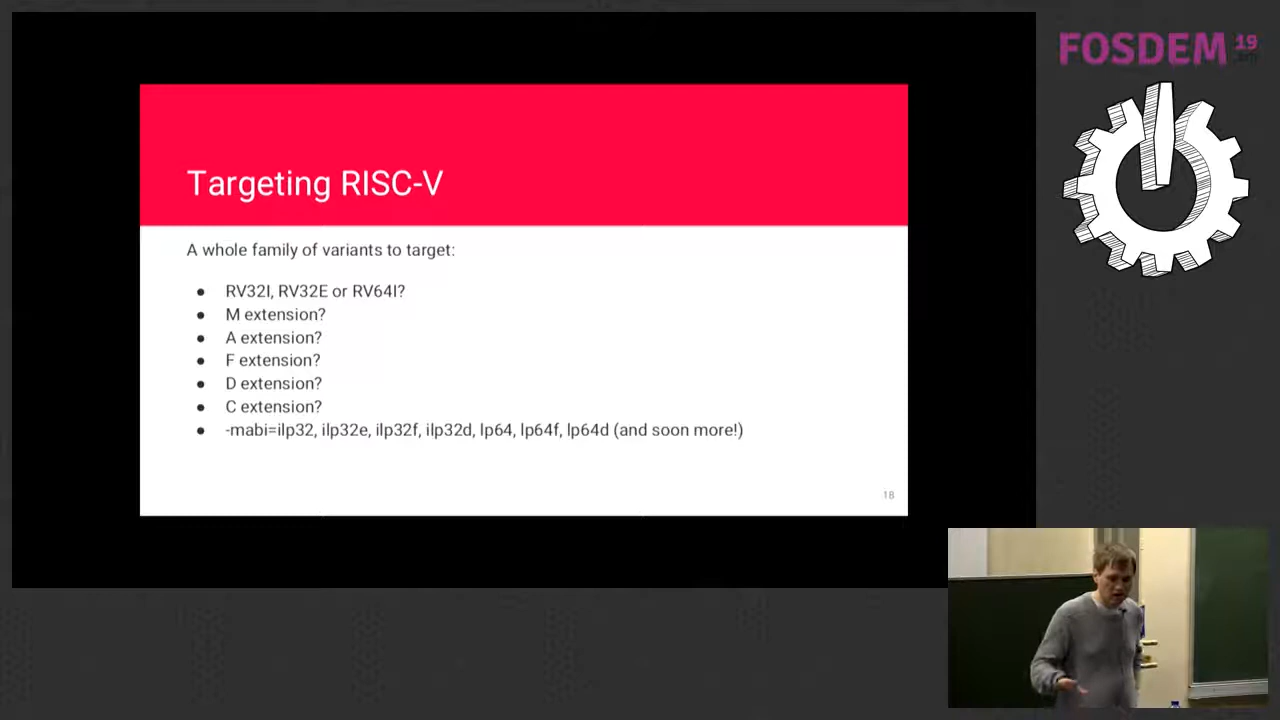 FOSDEM 19
Targeting RISC-V
A whole family of variants to target:
● RV32I, RV32E or RV64I?
● M extension?
● A extension?
● F extension?
● D extension?
● C extension?
● -mabi=ilp32, ilp32e, ilp32f, ilp32d, lp64, lp64f, lp64d (and soon more!)
18